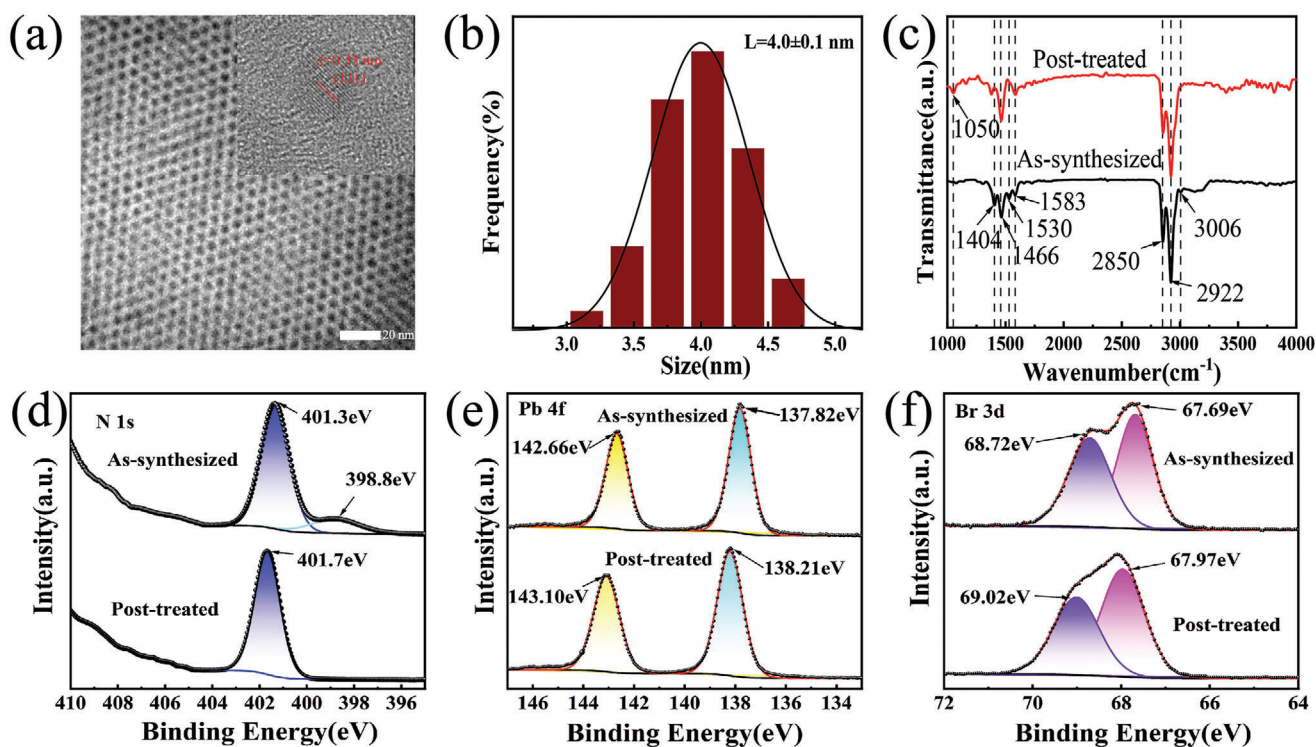 (a)
d=0.33 nm
(111)
20 nm
(b)
L=4.0±0.1 nm
Frequency(%)
3.0 3.5 4.0 4.5 5.0
Size(nm)
(c)
Post-treated
1050
As-synthesized
1583
1530
1404
1466
3006
2850
2922
Transmittance(a.u.)
1000 1500 2000 2500 3000 3500 4000
Wavenumber(cm⁻¹)
(d)
N 1s
401.3eV
As-synthesized
398.8eV
401.7eV
Post-treated
Intensity(a.u.)
410 408 406 404 402 400 398 396
Binding Energy(eV)
(e)
Pb 4f
As-synthesized
137.82eV
142.66eV
Post-treated
138.21eV
143.10eV
Intensity(a.u.)
146 144 142 140 138 136 134
Binding Energy(eV)
(f)
Br 3d
67.69eV
68.72eV
As-synthesized
67.97eV
69.02eV
Post-treated
Intensity(a.u.)
72 70 68 66 64
Binding Energy(eV)